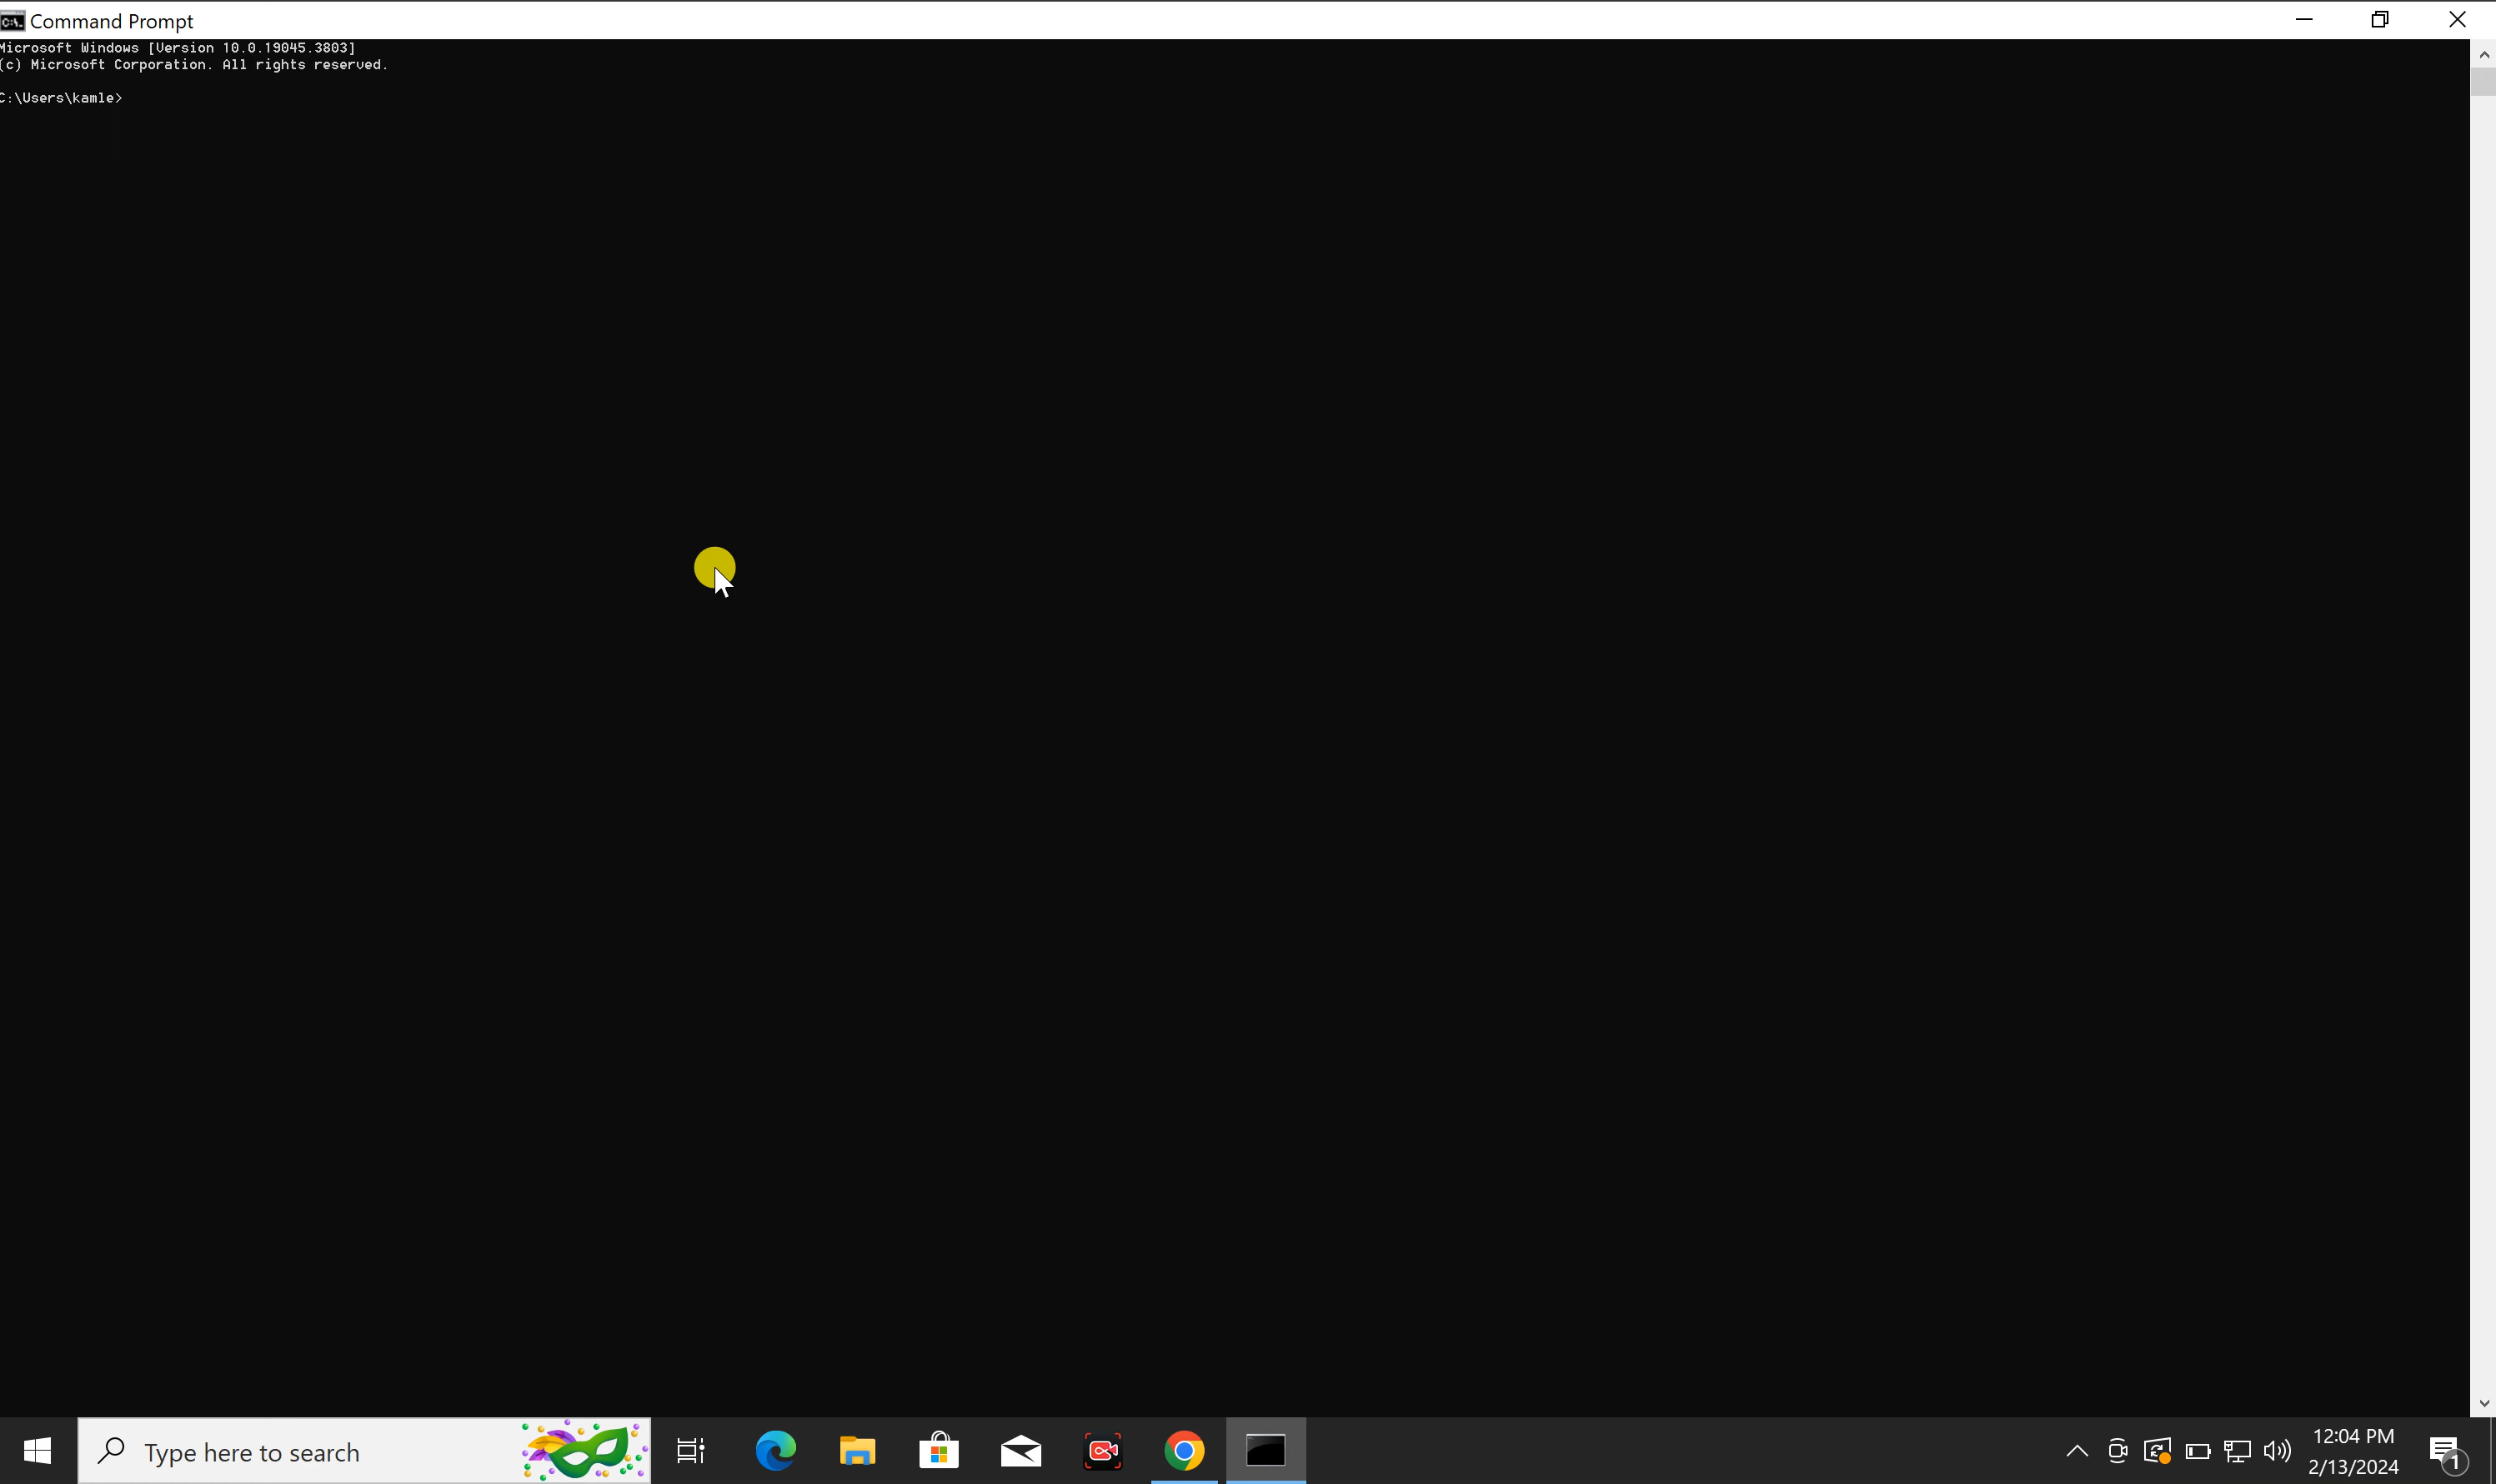 Command Prompt
Microsoft Windows [Version 10.0.19045.3803]
(c) Microsoft Corporation. All rights reserved.
C:\Users\kamle>
Type here to search
12:04 PM
2/13/2024
1